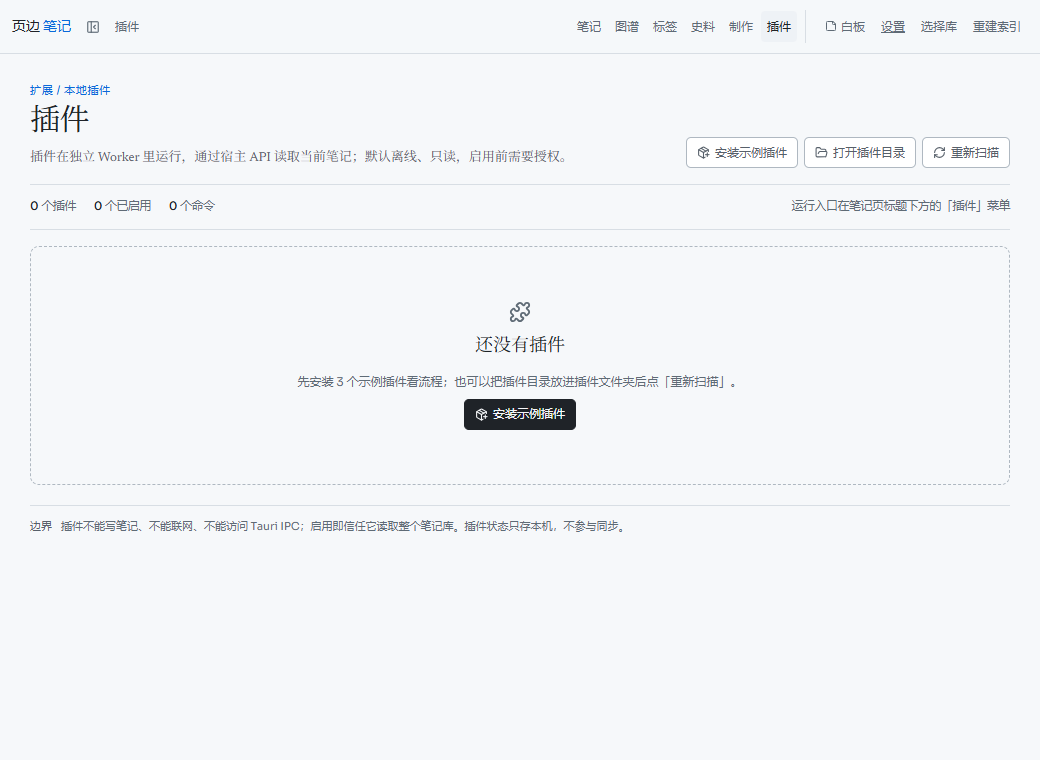 页边 笔记 插件 笔记 图谱 标签 史料 制作 插件 白板 设置 选择库 重建索引
扩展 / 本地插件
插件
插件在独立 Worker 里运行，通过宿主 API 读取当前笔记；默认离线、只读，启用前需要授权。
安装示例插件 打开插件目录 重新扫描
0 个插件 0 个已启用 0 个命令 运行入口在笔记页标题下方的「插件」菜单
还没有插件
先安装 3 个示例插件看流程；也可以把插件目录放进插件文件夹后点「重新扫描」。
安装示例插件
边界 插件不能写笔记、不能联网、不能访问 Tauri IPC；启用即信任它读取整个笔记库。插件状态只存本机，不参与同步。